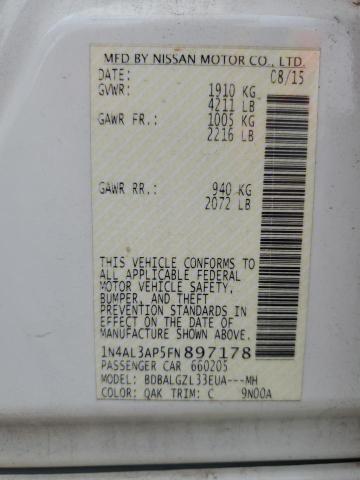 MFD BY NISSAN MOTOR CO., LTD.
DATE: 08/15
GVWR: 1910 KG
4211 LB
GAWR FR.: 1005 KG
2216 LB
GAWR RR.: 940 KG
2072 LB
THIS VEHICLE CONFORMS TO
ALL APPLICABLE FEDERAL
MOTOR VEHICLE SAFETY,
BUMPER, AND THEFT
PREVENTION STANDARDS IN
EFFECT ON THE DATE OF
MANUFACTURE SHOWN ABOVE.
1N4AL3AP5FN897178
PASSENGER CAR 660205
MODEL: BDBALGZL33EUA---MH
COLOR: QAK TRIM: C 9N00A